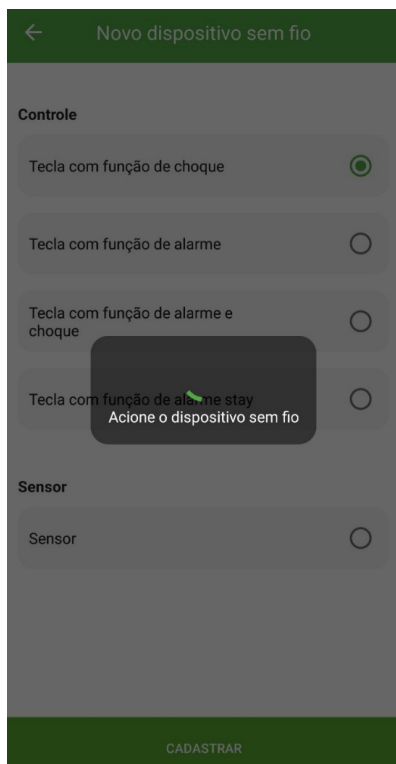 Novo dispositivo sem fio
Controle
Tecla com função de choque
Tecla com função de alarme
Tecla com função de alarme e
choque
Tecla com função de alarme stay
Acione o dispositivo sem fio
Sensor
Sensor
CADASTRAR